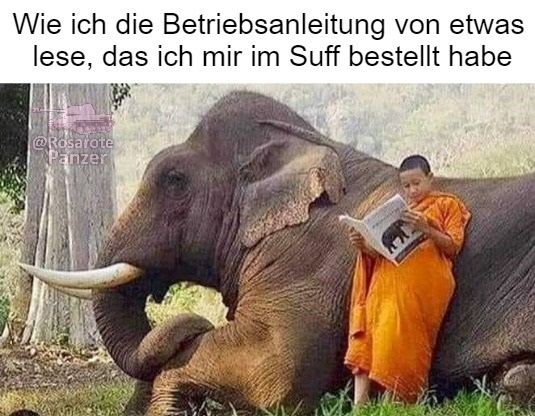 Wie ich die Betriebsanleitung von etwas
lese, das ich mir im Suff bestellt habe
@Rosarote
Panzer